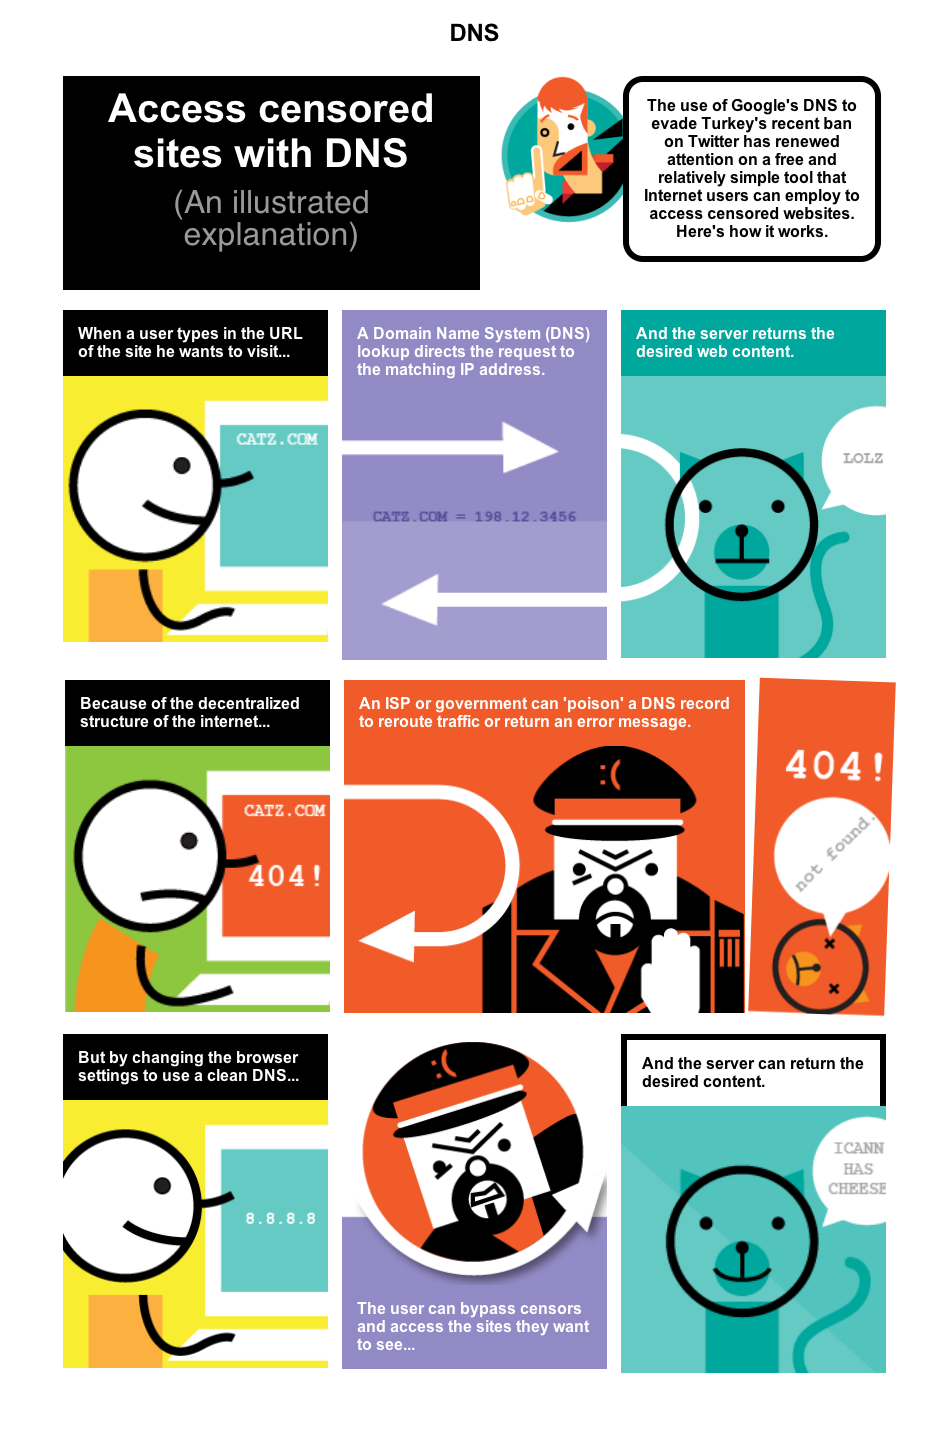 DNS
Access censored
sites with DNS
(An illustrated
explanation)
The use of Google's DNS to
evade Turkey's recent ban
on Twitter has renewed
attention on a free and
relatively simple tool that
Internet users can employ to
access censored websites.
Here's how it works.
When a user types in the URL
of the site he wants to visit...
CATZ.COM
A Domain Name System (DNS)
lookup directs the request to
the matching IP address.
CATZ.COM = 198.12.3456
And the server returns the
desired web content.
LOLZ
Because of the decentralized
structure of the internet...
CATZ.COM
404!
An ISP or government can 'poison' a DNS record
to reroute traffic or return an error message.
:(
404!
not found.
But by changing the browser
settings to use a clean DNS...
8.8.8.8
:(
The user can bypass censors
and access the sites they want
to see...
And the server can return the
desired content.
ICANN
HAS
CHEESE